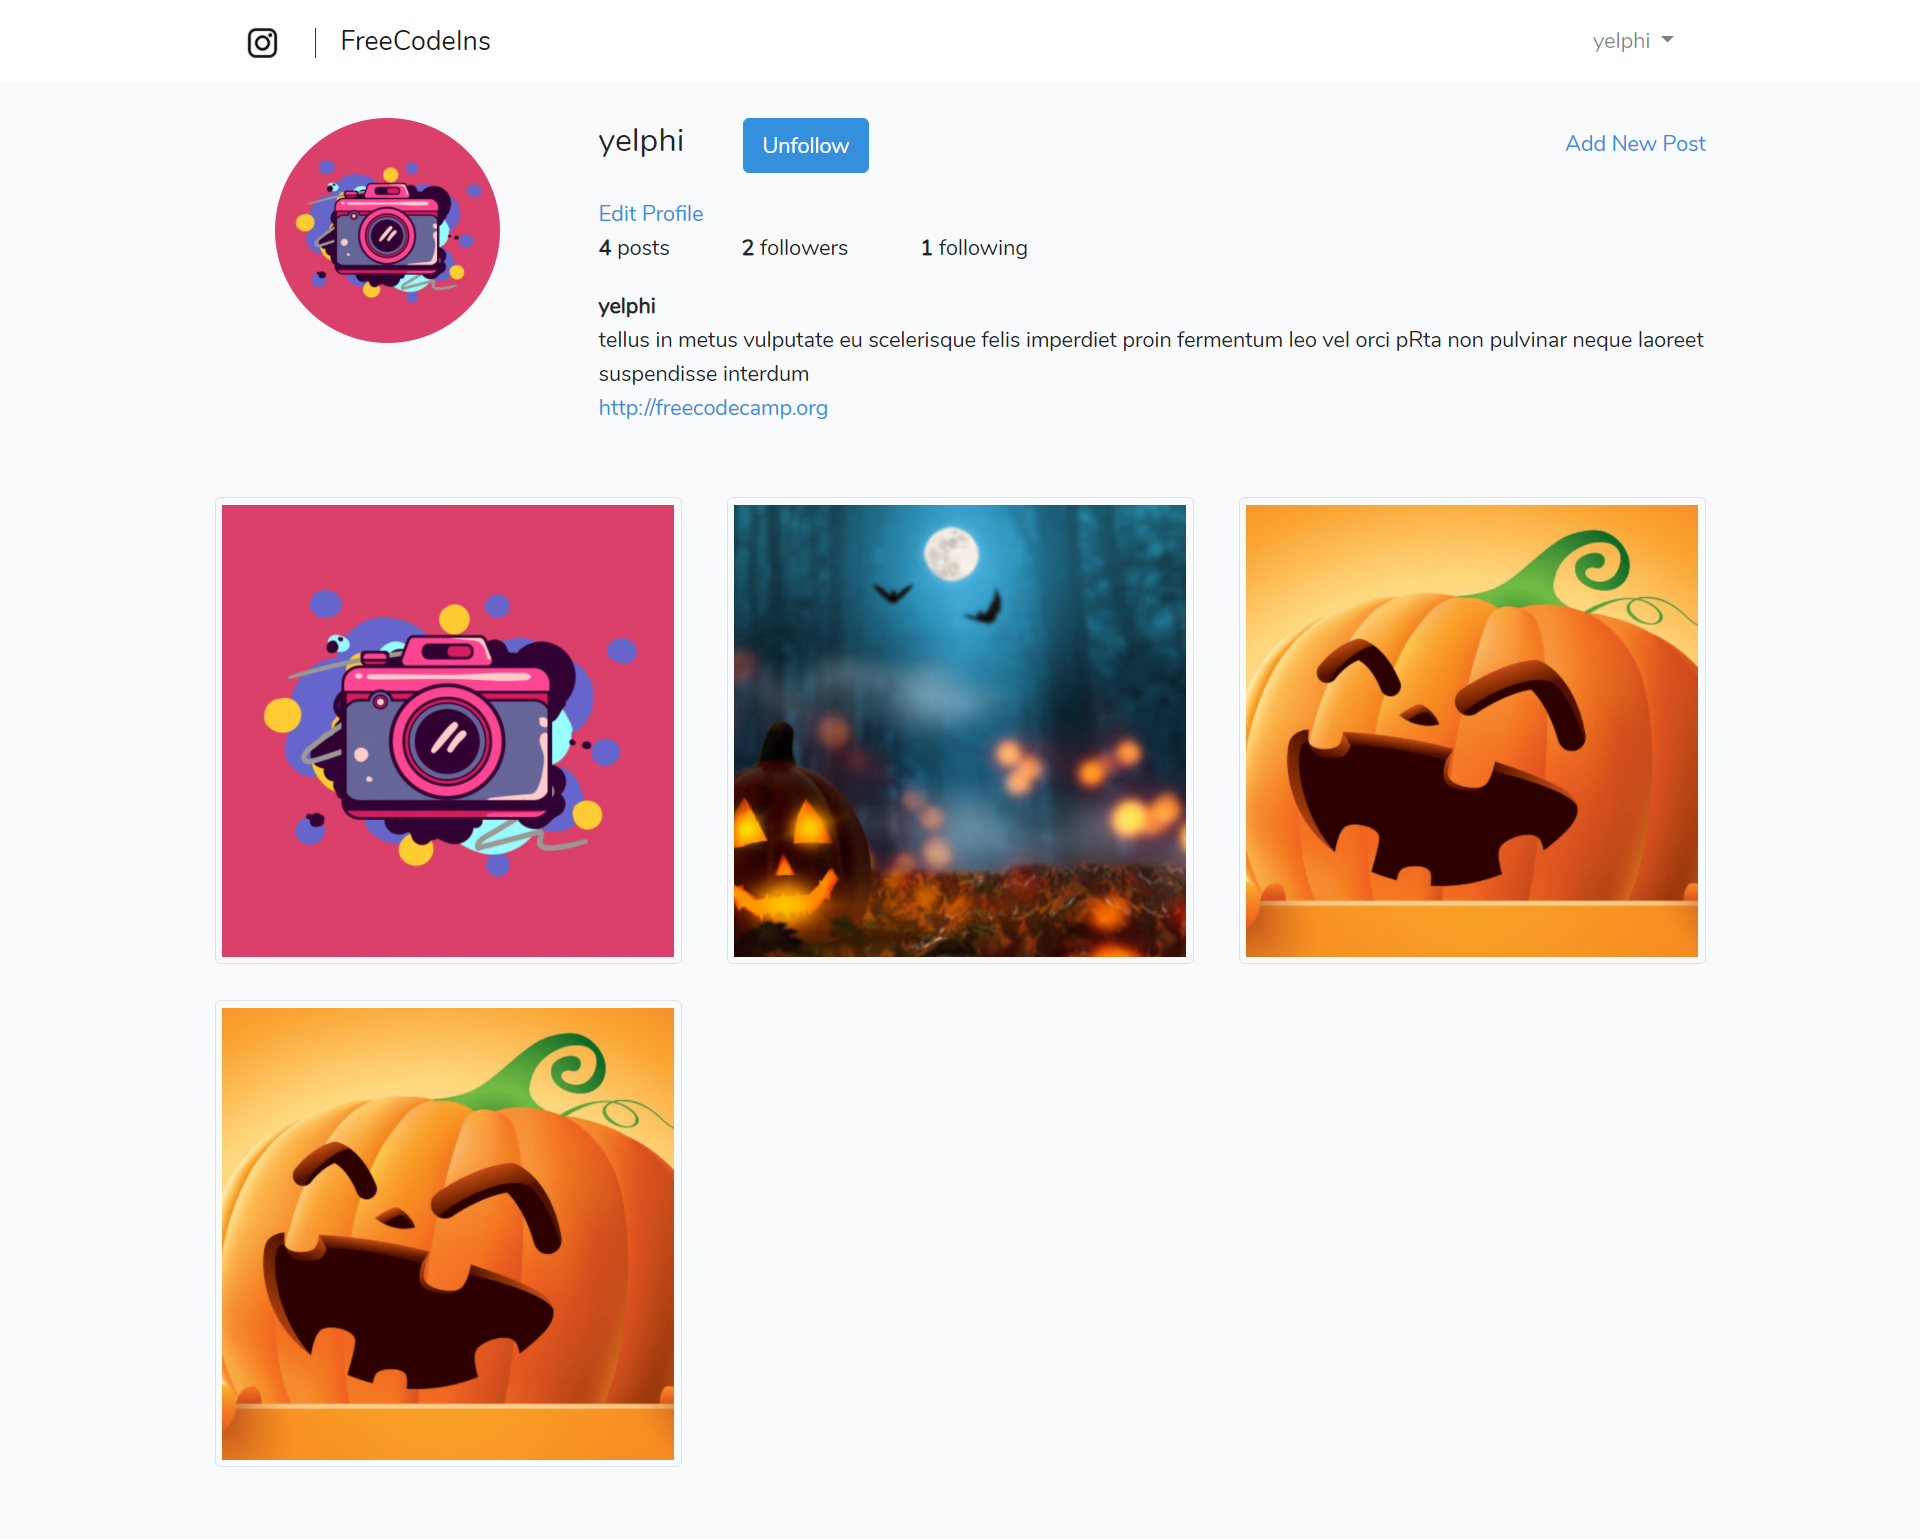 FreeCodeIns
yelphi
yelphi
Unfollow
Add New Post
Edit Profile
4 posts
2 followers
1 following
yelphi
tellus in metus vulputate eu scelerisque felis imperdiet proin fermentum leo vel orci pRta non pulvinar neque laoreet
suspendisse interdum
http://freecodecamp.org